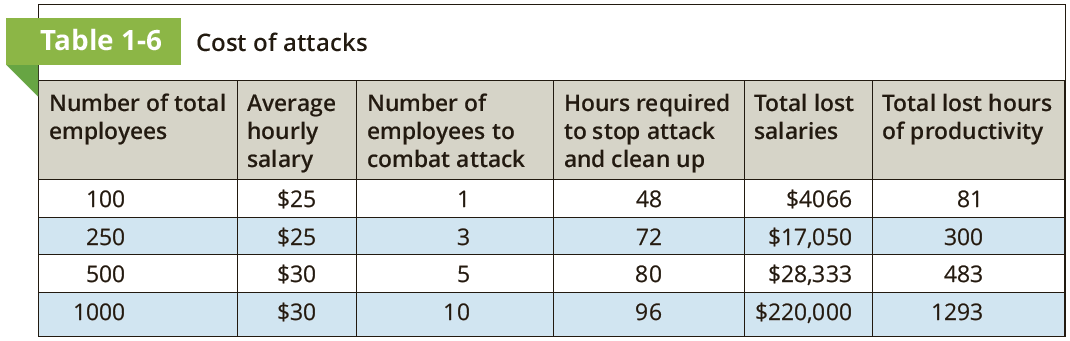 Table 1-6 Cost of attacks
Number of total employees Average hourly salary Number of employees to combat attack Hours required to stop attack and clean up Total lost salaries Total lost hours of productivity
100 $25 1 48 $4066 81
250 $25 3 72 $17,050 300
500 $30 5 80 $28,333 483
1000 $30 10 96 $220,000 1293